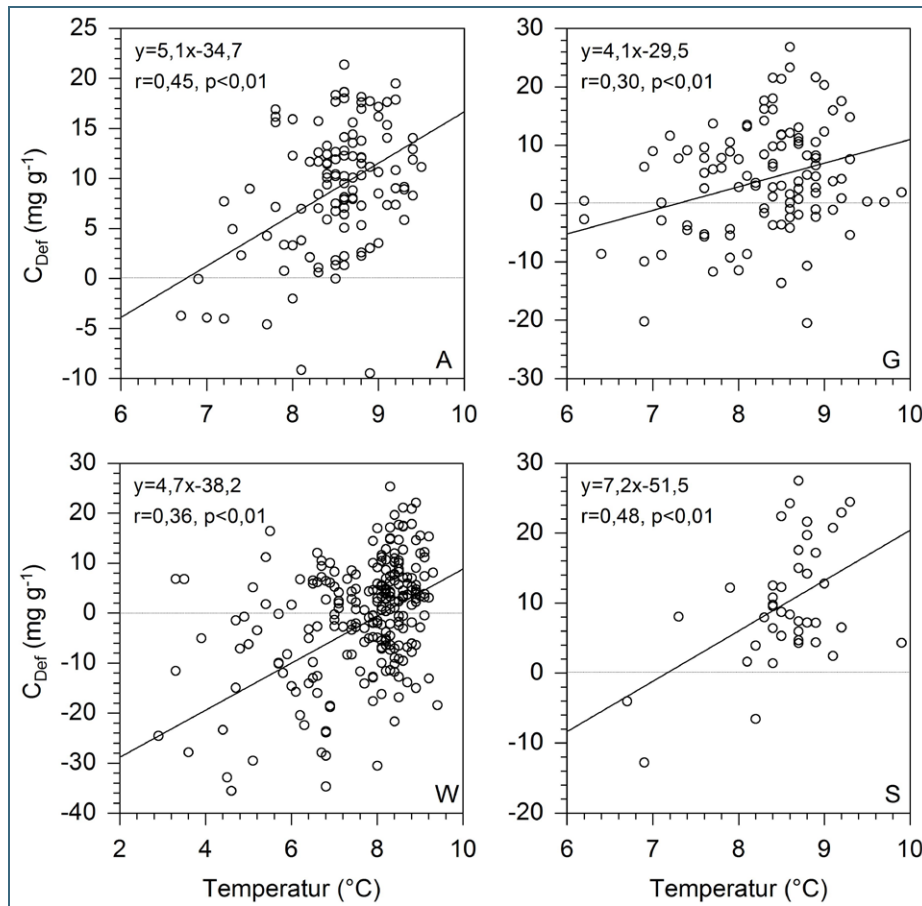 y=5,1x-34,7
r=0,45, p<0,01
25
20
15
10
5
0
-5
-10
C_Def (mg g⁻¹)
A
6 7 8 9 10
y=4,1x-29,5
r=0,30, p<0,01
30
20
10
0
-10
-20
-30
G
6 7 8 9 10
y=4,7x-38,2
r=0,36, p<0,01
30
20
10
0
-10
-20
-30
-40
C_Def (mg g⁻¹)
W
2 4 6 8 10
Temperatur (°C)
y=7,2x-51,5
r=0,48, p<0,01
30
20
10
0
-10
-20
S
6 7 8 9 10
Temperatur (°C)